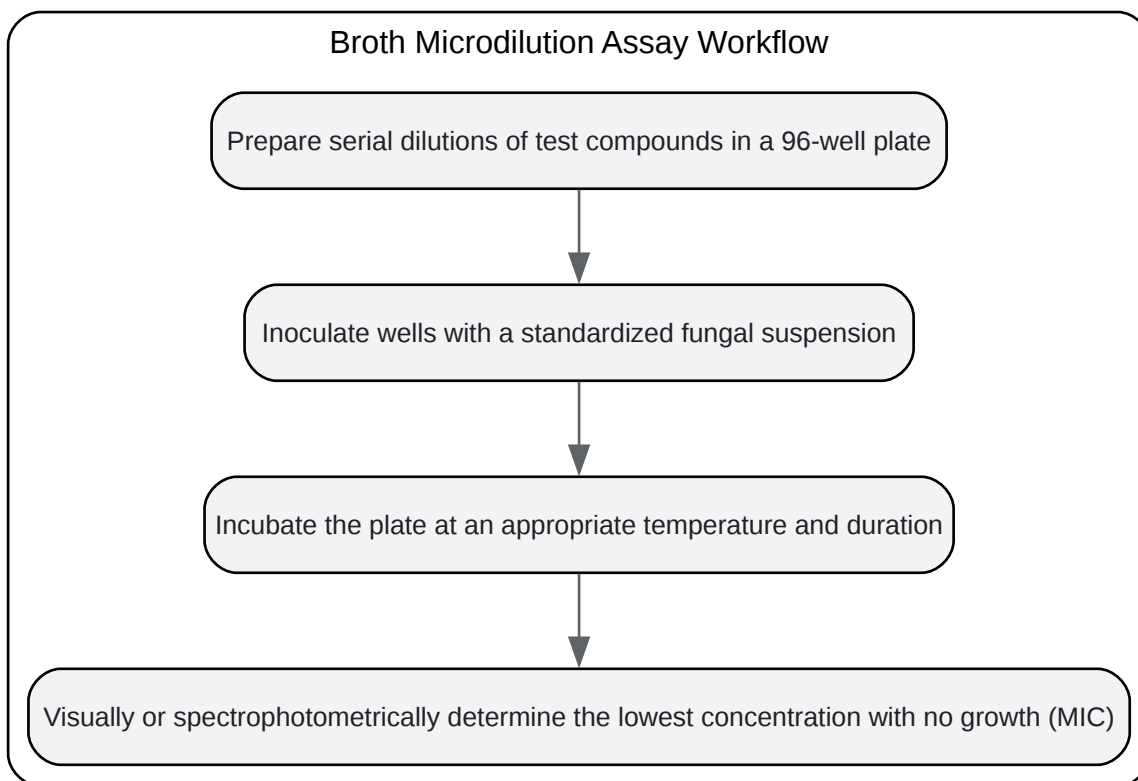 Broth Microdilution Assay Workflow
Prepare serial dilutions of test compounds in a 96-well plate
Inoculate wells with a standardized fungal suspension
Incubate the plate at an appropriate temperature and duration
Visually or spectrophotometrically determine the lowest concentration with no growth (MIC)